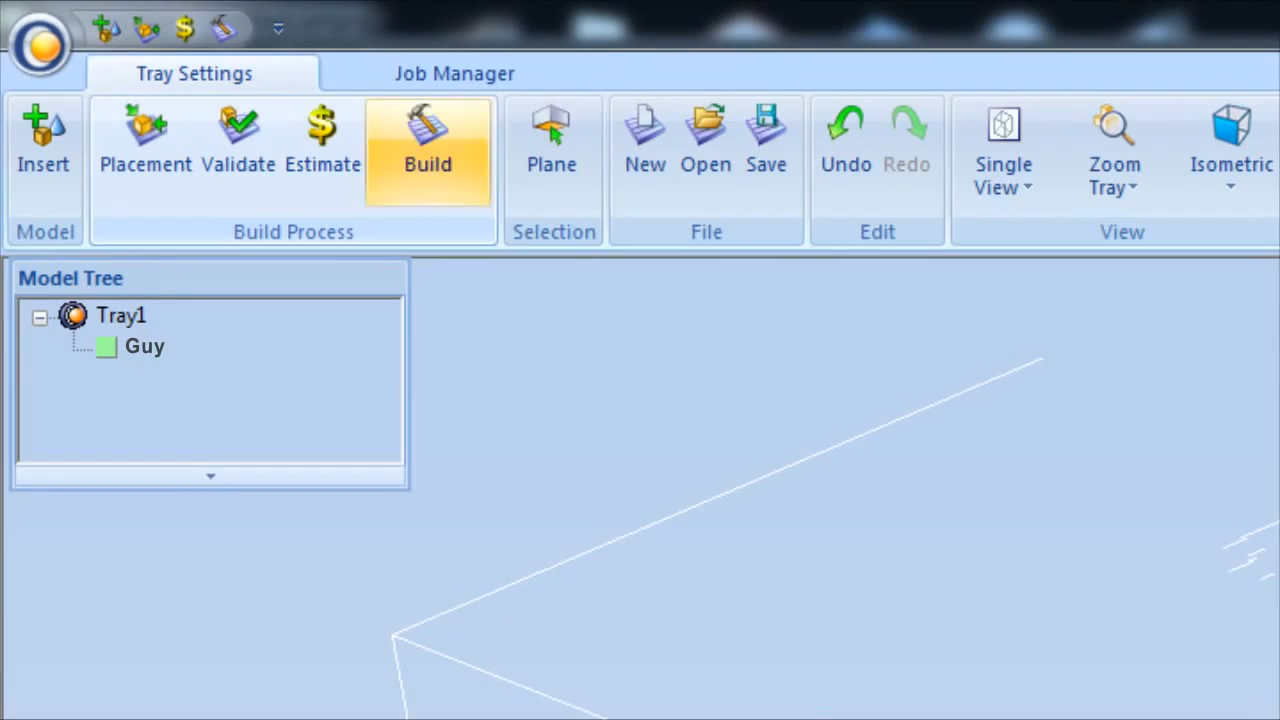 Tray Settings Job Manager
Insert Placement Validate Estimate Build Plane New Open Save Undo Redo Single View Zoom Tray Isometric
Model Build Process Selection File Edit View
Model Tree
Tray1
Guy